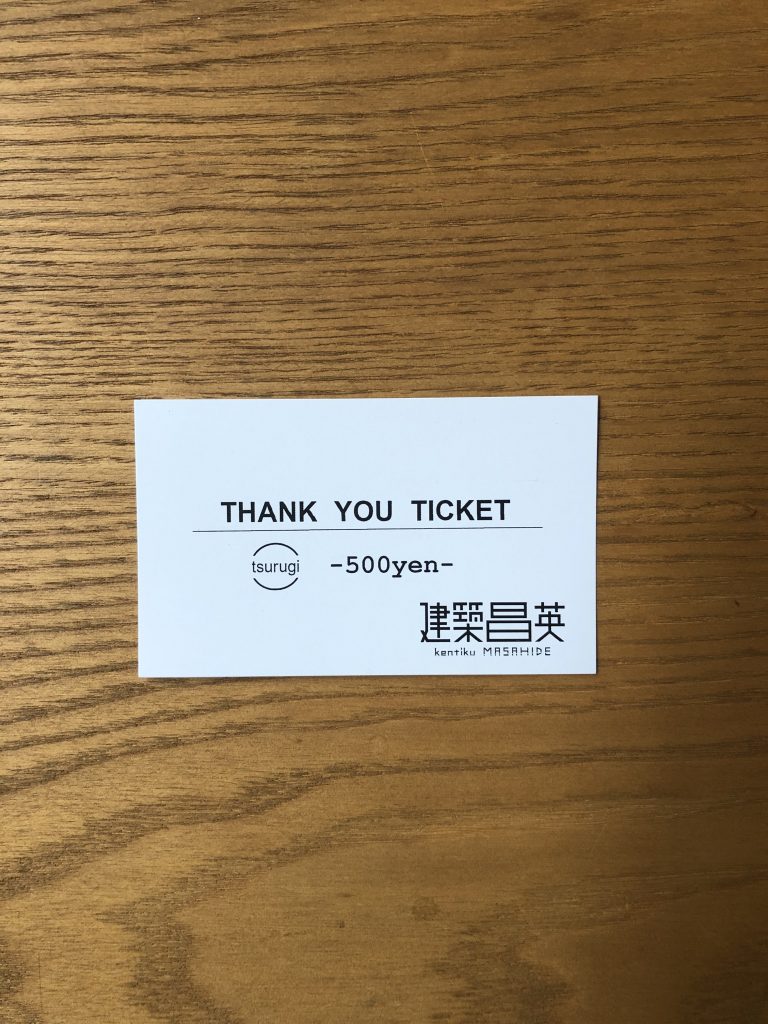 THANK YOU TICKET
tsurugi -500yen-
建築昌英
kentiku MASAHIDE